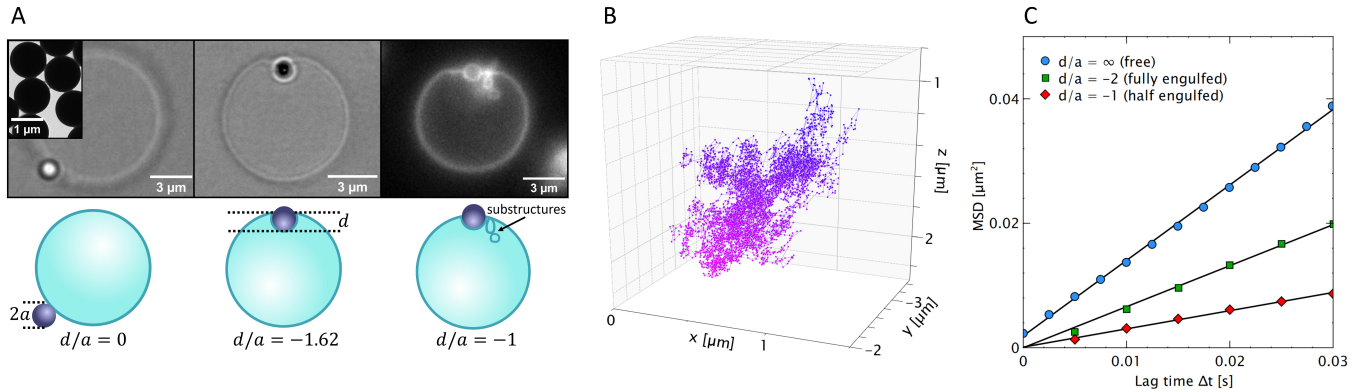 A
1 μm
3 μm
3 μm
3 μm
d
substructures
2a
d/a = 0
d/a = −1.62
d/a = −1
B
1
2
z [μm]
0
1
x [μm]
-3
-2
y [μm]
C
d/a = ∞ (free)
d/a = -2 (fully engulfed)
d/a = -1 (half engulfed)
MSD [μm²]
0.04
0.02
0
0
0.01
0.02
0.03
Lag time Δt [s]